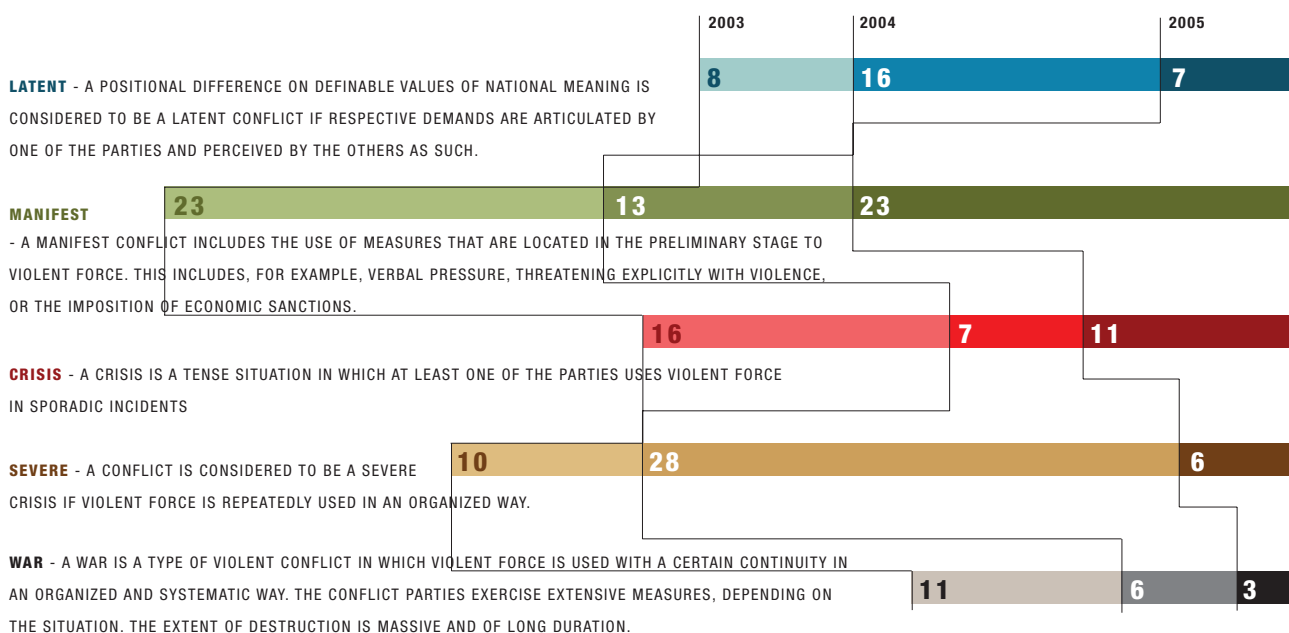 2003 2004 2005
8 16 7
LATENT - A POSITIONAL DIFFERENCE ON DEFINABLE VALUES OF NATIONAL MEANING IS
CONSIDERED TO BE A LATENT CONFLICT IF RESPECTIVE DEMANDS ARE ARTICULATED BY
ONE OF THE PARTIES AND PERCEIVED BY THE OTHERS AS SUCH.
23 13 23
MANIFEST
- A MANIFEST CONFLICT INCLUDES THE USE OF MEASURES THAT ARE LOCATED IN THE PRELIMINARY STAGE TO
VIOLENT FORCE. THIS INCLUDES, FOR EXAMPLE, VERBAL PRESSURE, THREATENING EXPLICITLY WITH VIOLENCE,
OR THE IMPOSITION OF ECONOMIC SANCTIONS.
16 7 11
CRISIS - A CRISIS IS A TENSE SITUATION IN WHICH AT LEAST ONE OF THE PARTIES USES VIOLENT FORCE
IN SPORADIC INCIDENTS
10 28 6
SEVERE - A CONFLICT IS CONSIDERED TO BE A SEVERE
CRISIS IF VIOLENT FORCE IS REPEATEDLY USED IN AN ORGANIZED WAY.
WAR - A WAR IS A TYPE OF VIOLENT CONFLICT IN WHICH VIOLENT FORCE IS USED WITH A CERTAIN CONTINUITY IN
11 6 3
AN ORGANIZED AND SYSTEMATIC WAY. THE CONFLICT PARTIES EXERCISE EXTENSIVE MEASURES, DEPENDING ON
THE SITUATION. THE EXTENT OF DESTRUCTION IS MASSIVE AND OF LONG DURATION.